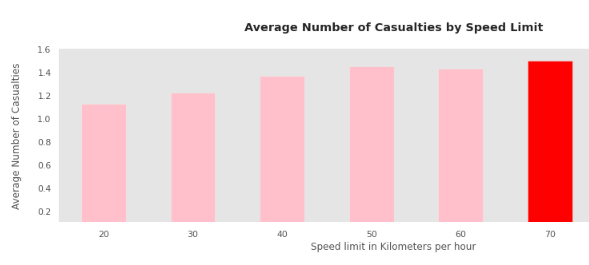 Average Number of Casualties by Speed Limit
1.6
1.4
1.2
1.0
0.8
0.6
0.4
0.2
Average Number of Casualties
20 30 40 50 60 70
Speed limit in Kilometers per hour